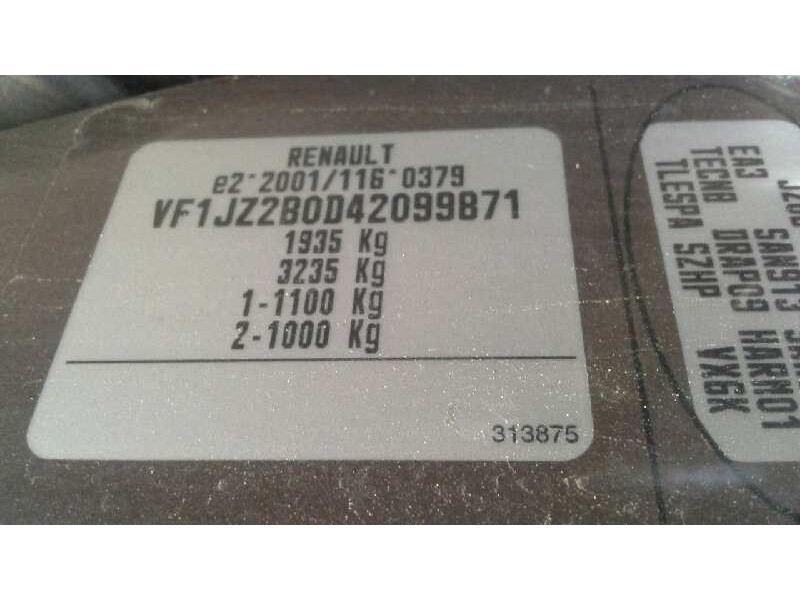 RENAULT
e2*2001/116*0379
VF1JZ2B0D42099871
1935 Kg
3235 Kg
1-1100 Kg
2-1000 Kg
313875
EA3 SAN913
TECNB DRAP09 HARN01
TLESPA SZHP VX6K